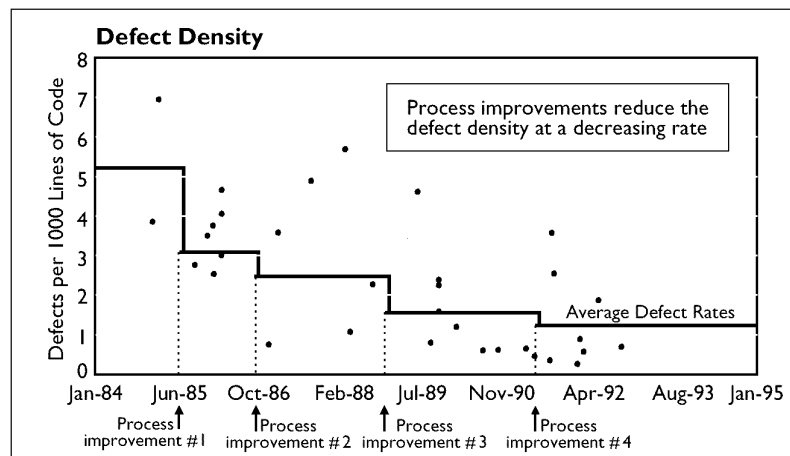 Defect Density
Defects per 1000 Lines of Code
8
7
6
5
4
3
2
1
0
Process improvements reduce the
defect density at a decreasing rate
Average Defect Rates
Jan-84 Jun-85 Oct-86 Feb-88 Jul-89 Nov-90 Apr-92 Aug-93 Jan-95
Process
improvement #1
Process
improvement #2
Process
improvement #3
Process
improvement #4